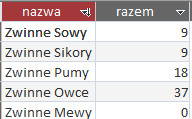 nazwa razem
Zwinne Sowy 9
Zwinne Sikory 9
Zwinne Pumy 18
Zwinne Owce 37
Zwinne Mewy 0